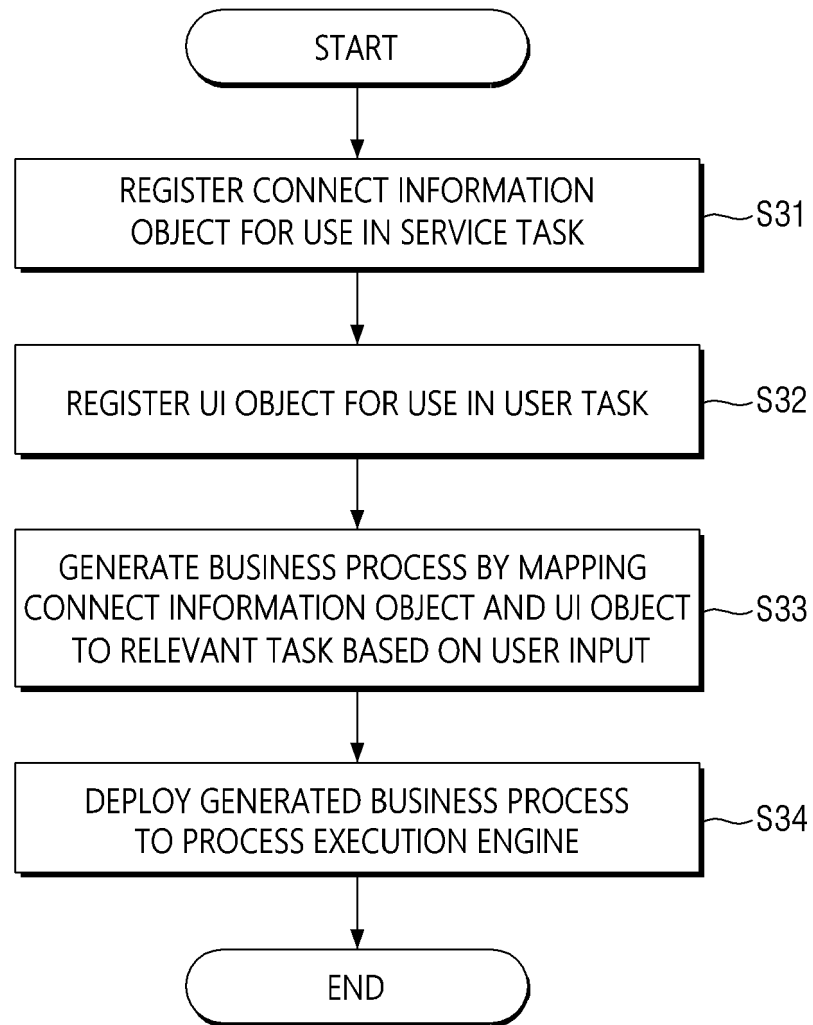 START
REGISTER CONNECT INFORMATION
OBJECT FOR USE IN SERVICE TASK
S31
REGISTER UI OBJECT FOR USE IN USER TASK
S32
GENERATE BUSINESS PROCESS BY MAPPING
CONNECT INFORMATION OBJECT AND UI OBJECT
TO RELEVANT TASK BASED ON USER INPUT
S33
DEPLOY GENERATED BUSINESS PROCESS
TO PROCESS EXECUTION ENGINE
S34
END